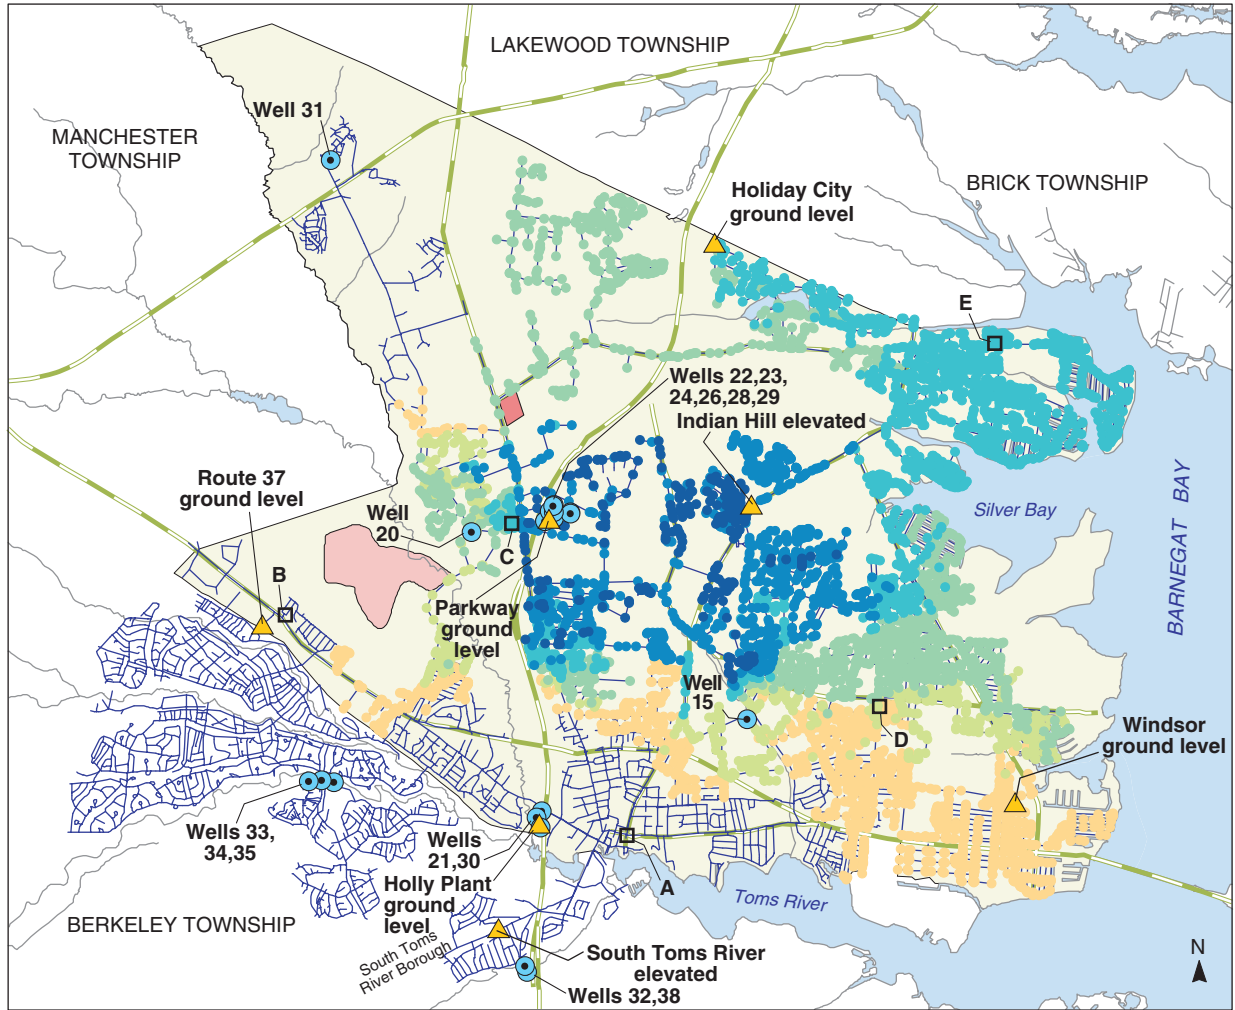 LAKEWOOD TOWNSHIP
Well 31
MANCHESTER
TOWNSHIP
BRICK TOWNSHIP
Holiday City
ground level
E
Wells 22,23,
24,26,28,29
Indian Hill elevated
Route 37
ground level
Well
20
C
Silver Bay
BARNEGAT BAY
B
Parkway
ground
level
Well
15
D
Windsor
ground level
Wells 33,
34,35
Wells
21,30
Holly Plant
ground
level
A
Toms River
BERKELEY TOWNSHIP
South Toms
River Borough
South Toms River
elevated
Wells 32,38
N